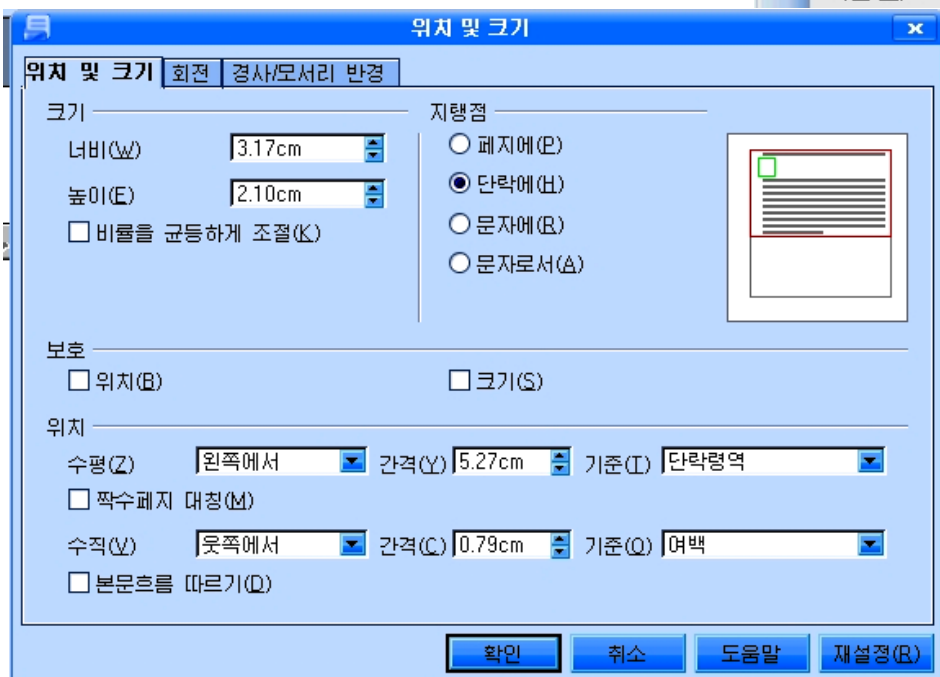 위치 및 크기
위치 및 크기 회전 경사/모서리 반경
크기
너비(W) 3.17cm
높이(E) 2.10cm
비률을 균등하게 조절(K)
지탱점
페지에(P)
단락에(H)
문자에(R)
문자로서(A)
보호
위치(B) 크기(S)
위치
수평(Z) 왼쪽에서 간격(Y) 5.27cm 기준(T) 단락령역
짝수페지 대칭(M)
수직(V) 웃쪽에서 간격(C) 0.79cm 기준(O) 여백
본문흐름 따르기(D)
확인 취소 도움말 재설정(R)